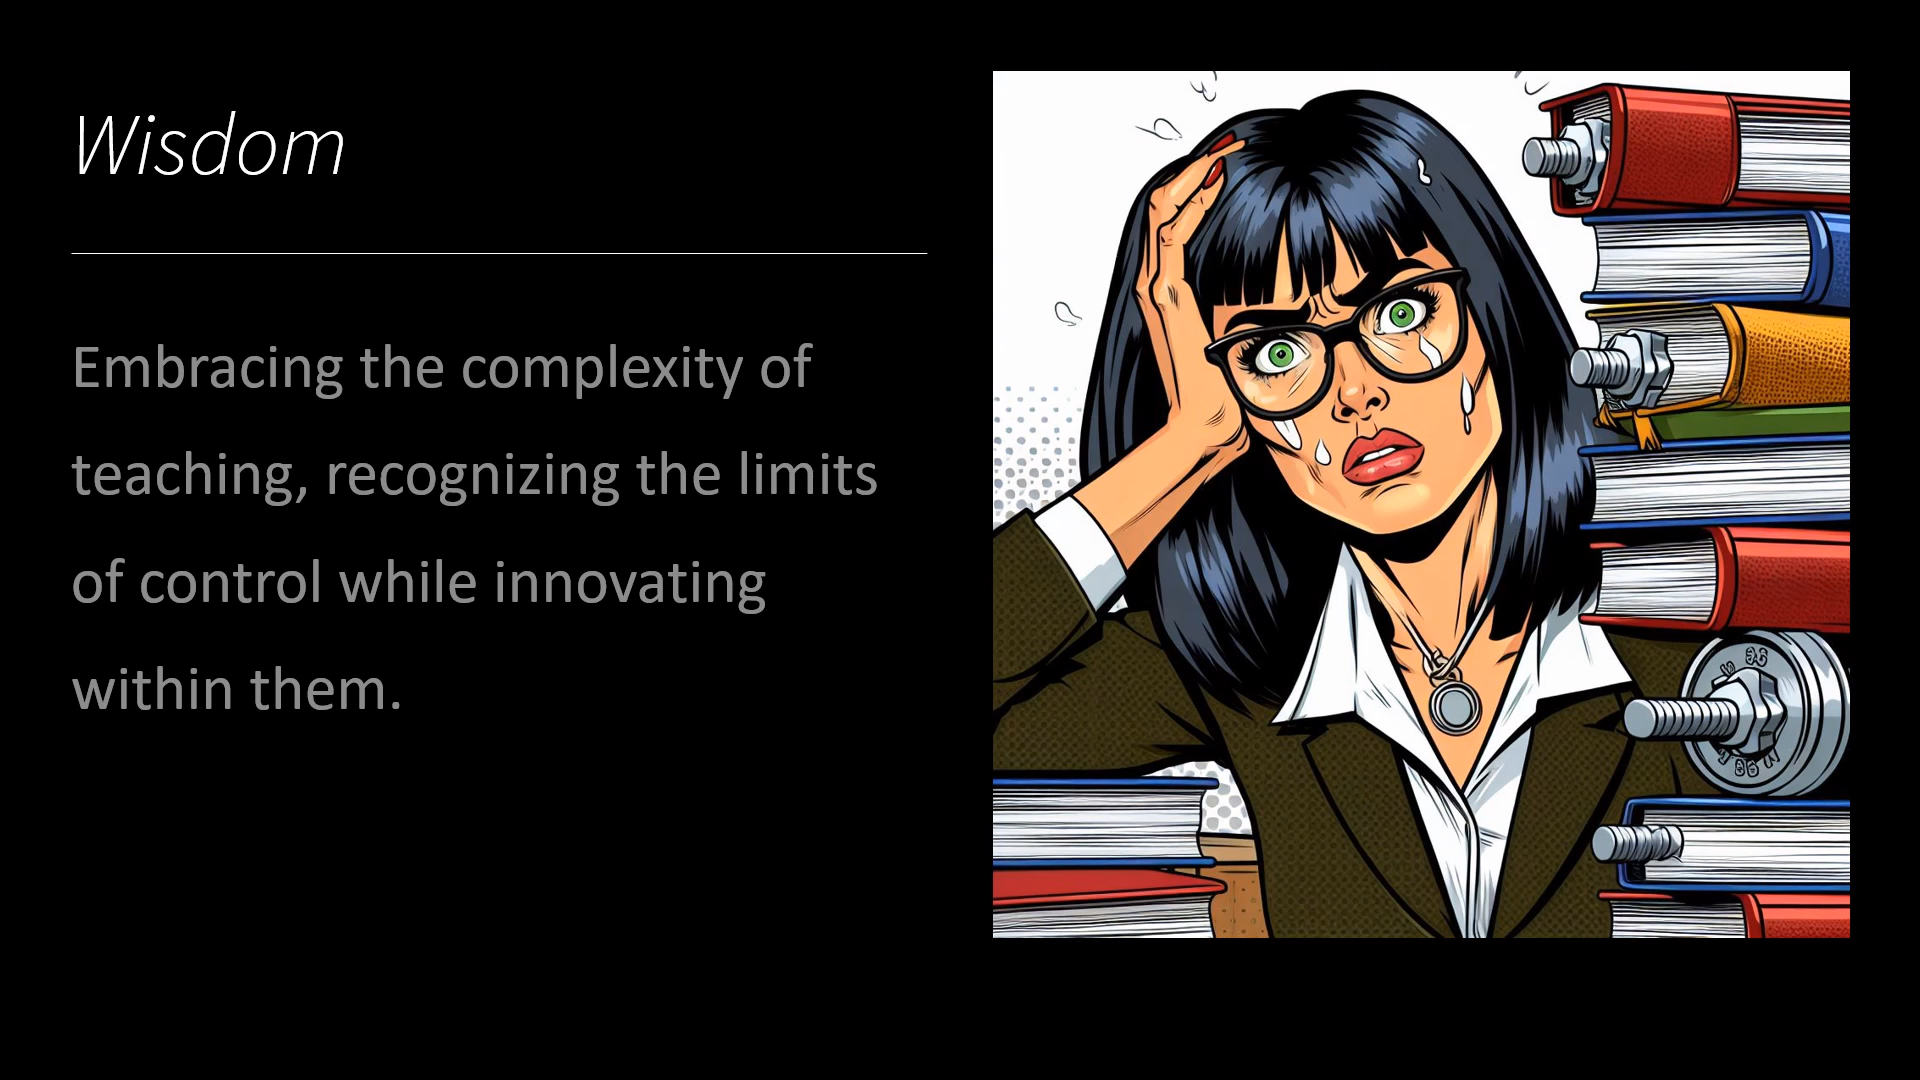 Wisdom
Embracing the complexity of
teaching, recognizing the limits
of control while innovating
within them.